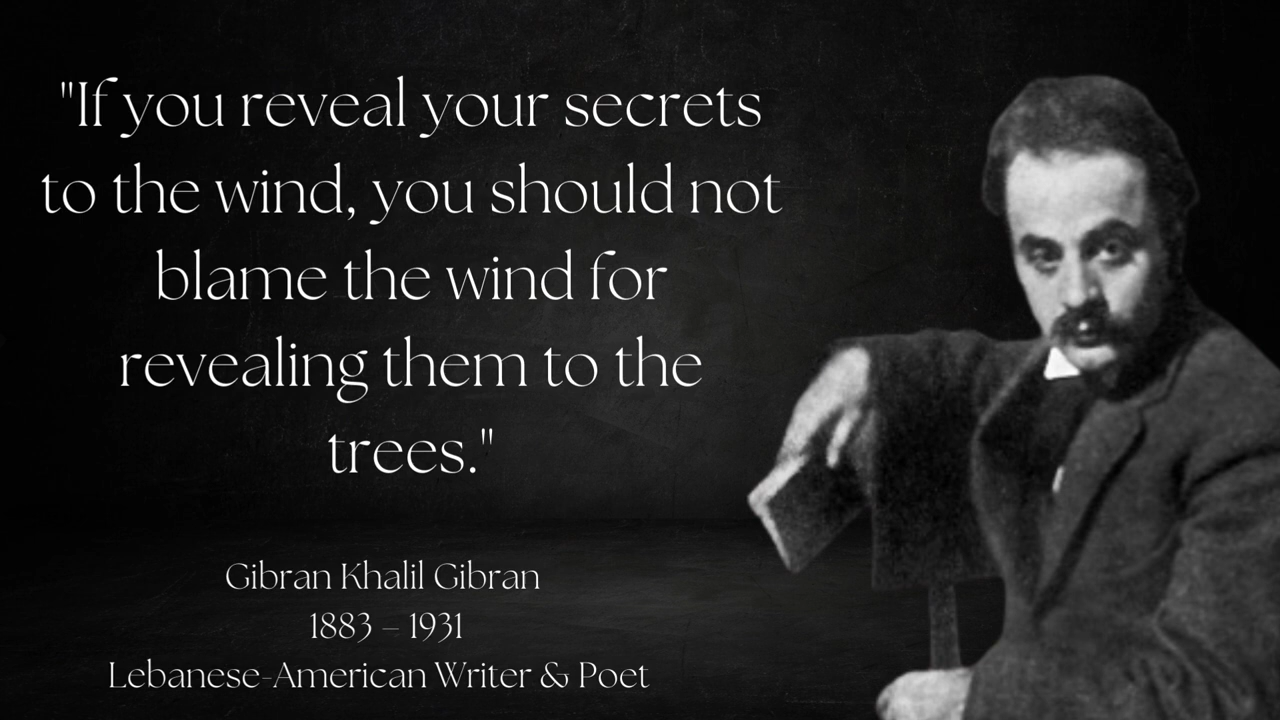 "If you reveal your secrets
to the wind, you should not
blame the wind for
revealing them to the
trees."
Gibran Khalil Gibran
1883 – 1931
Lebanese-American Writer & Poet